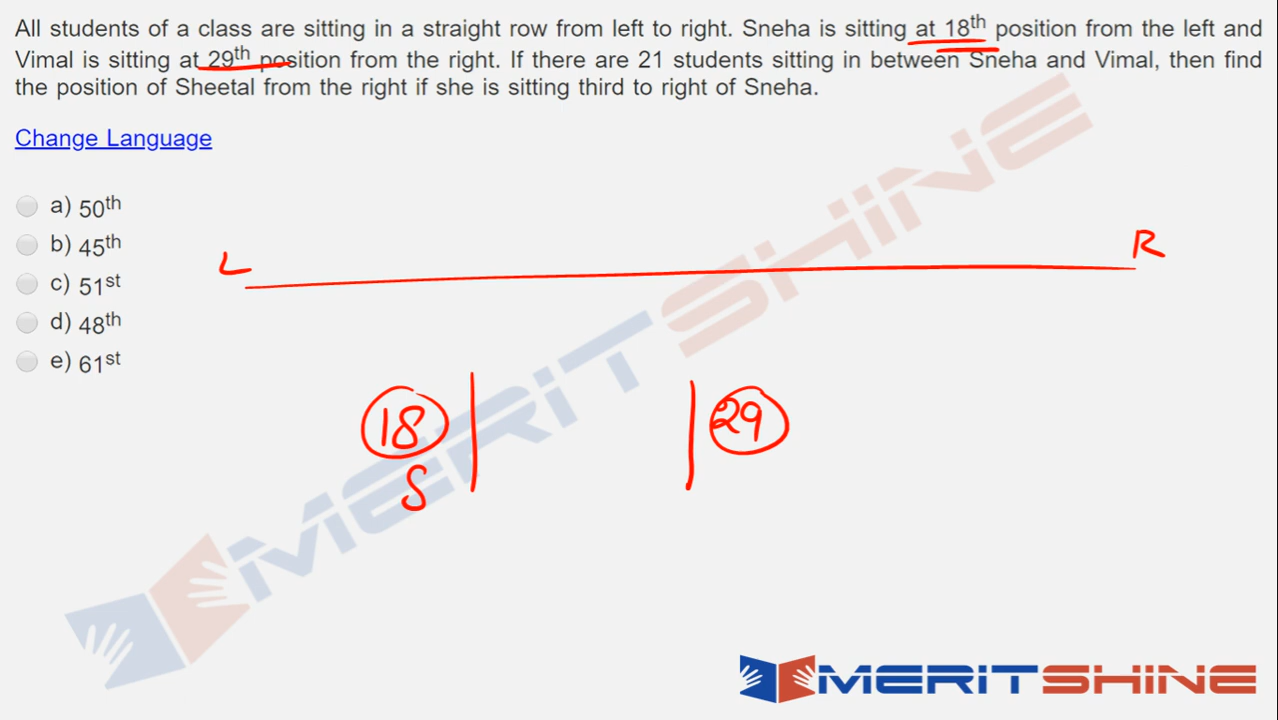 All students of a class are sitting in a straight row from left to right. Sneha is sitting at 18th position from the left and
Vimal is sitting at 29th position from the right. If there are 21 students sitting in between Sneha and Vimal, then find
the position of Sheetal from the right if she is sitting third to right of Sneha.
Change Language
a) 50th
b) 45th
c) 51st
d) 48th
e) 61st
L R
18 29
S
MERiTSHiNE
MERiTSHiNE